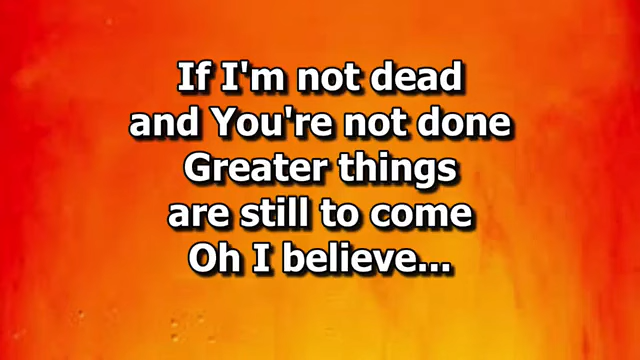 If I'm not dead
and You're not done
Greater things
are still to come
Oh I believe...